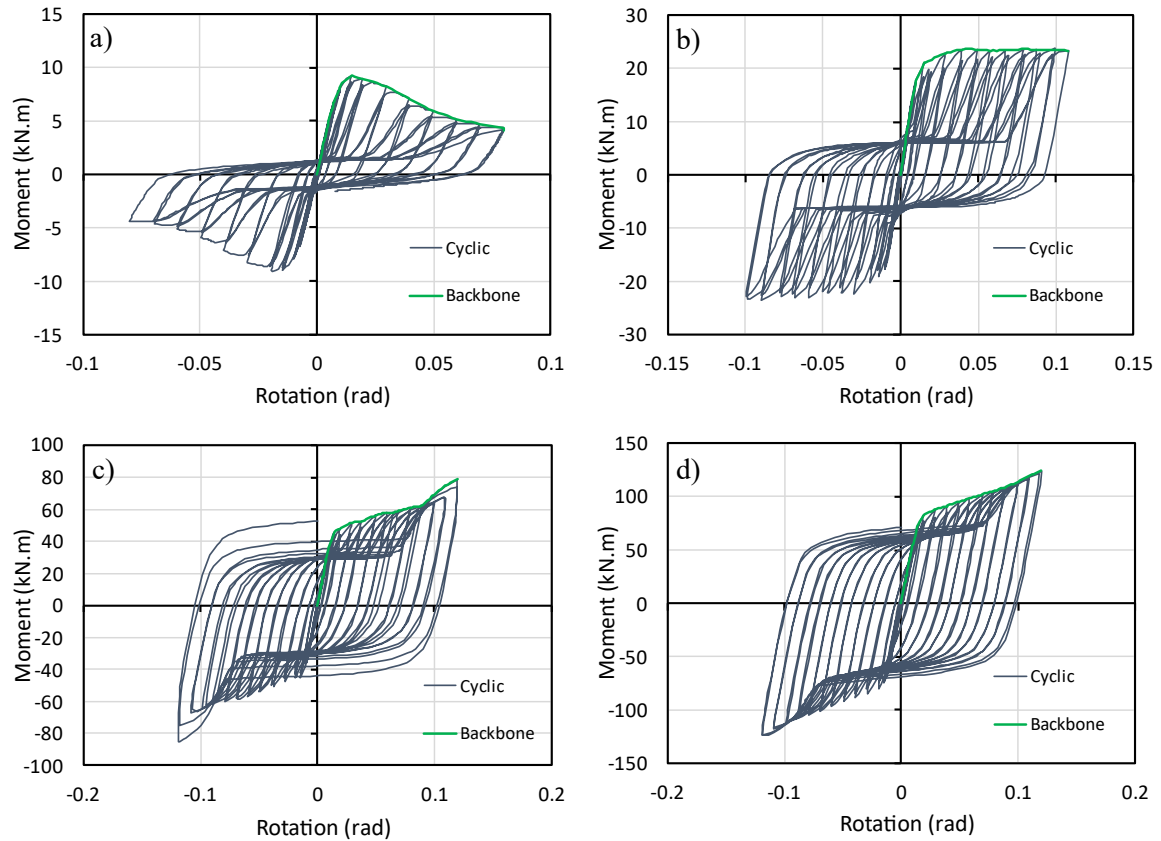 a)
15
10
5
0
-5
-10
-15
-0.1
-0.05
0
0.05
0.1
Moment (kN.m)
Rotation (rad)
Cyclic
Backbone
b)
30
20
10
0
-10
-20
-30
-0.15
-0.1
-0.05
0
0.05
0.1
0.15
Moment (kN.m)
Rotation (rad)
Cyclic
Backbone
c)
100
80
60
40
20
0
-20
-40
-60
-80
-100
-0.2
-0.1
0
0.1
0.2
Moment (kN.m)
Rotation (rad)
Cyclic
Backbone
d)
150
100
50
0
-50
-100
-150
-0.2
-0.1
0
0.1
0.2
Moment (kN.m)
Rotation (rad)
Cyclic
Backbone